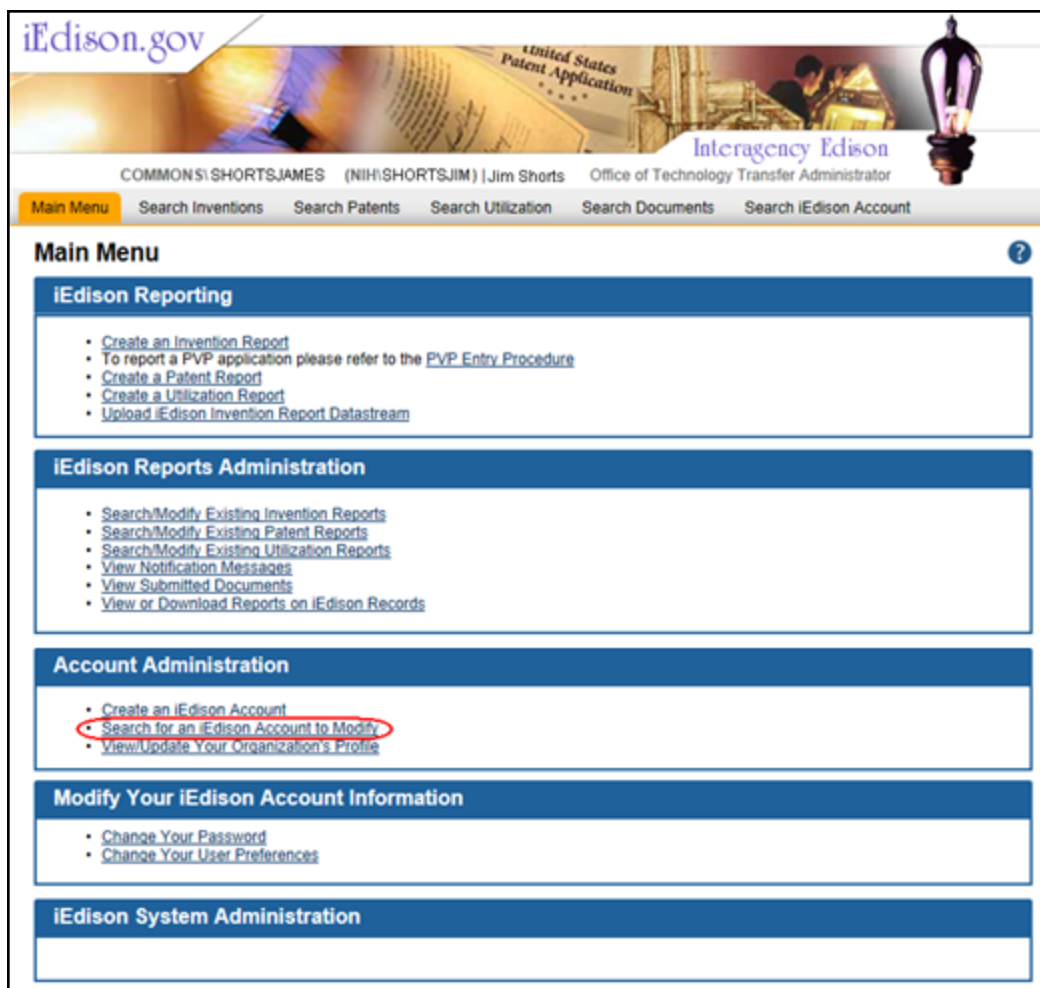 iEdison.gov
United States
Patent Application
Interagency Edison
COMMONS\SHORTSJAMES (NIH\SHORTSJIM) | Jim Shorts Office of Technology Transfer Administrator
Main Menu Search Inventions Search Patents Search Utilization Search Documents Search iEdison Account
Main Menu
?
iEdison Reporting
• Create an Invention Report
• To report a PVP application please refer to the PVP Entry Procedure
• Create a Patent Report
• Create a Utilization Report
• Upload iEdison Invention Report Datastream
iEdison Reports Administration
• Search/Modify Existing Invention Reports
• Search/Modify Existing Patent Reports
• Search/Modify Existing Utilization Reports
• View Notification Messages
• View Submitted Documents
• View or Download Reports on iEdison Records
Account Administration
• Create an iEdison Account
• Search for an iEdison Account to Modify
• View/Update Your Organization's Profile
Modify Your iEdison Account Information
• Change Your Password
• Change Your User Preferences
iEdison System Administration